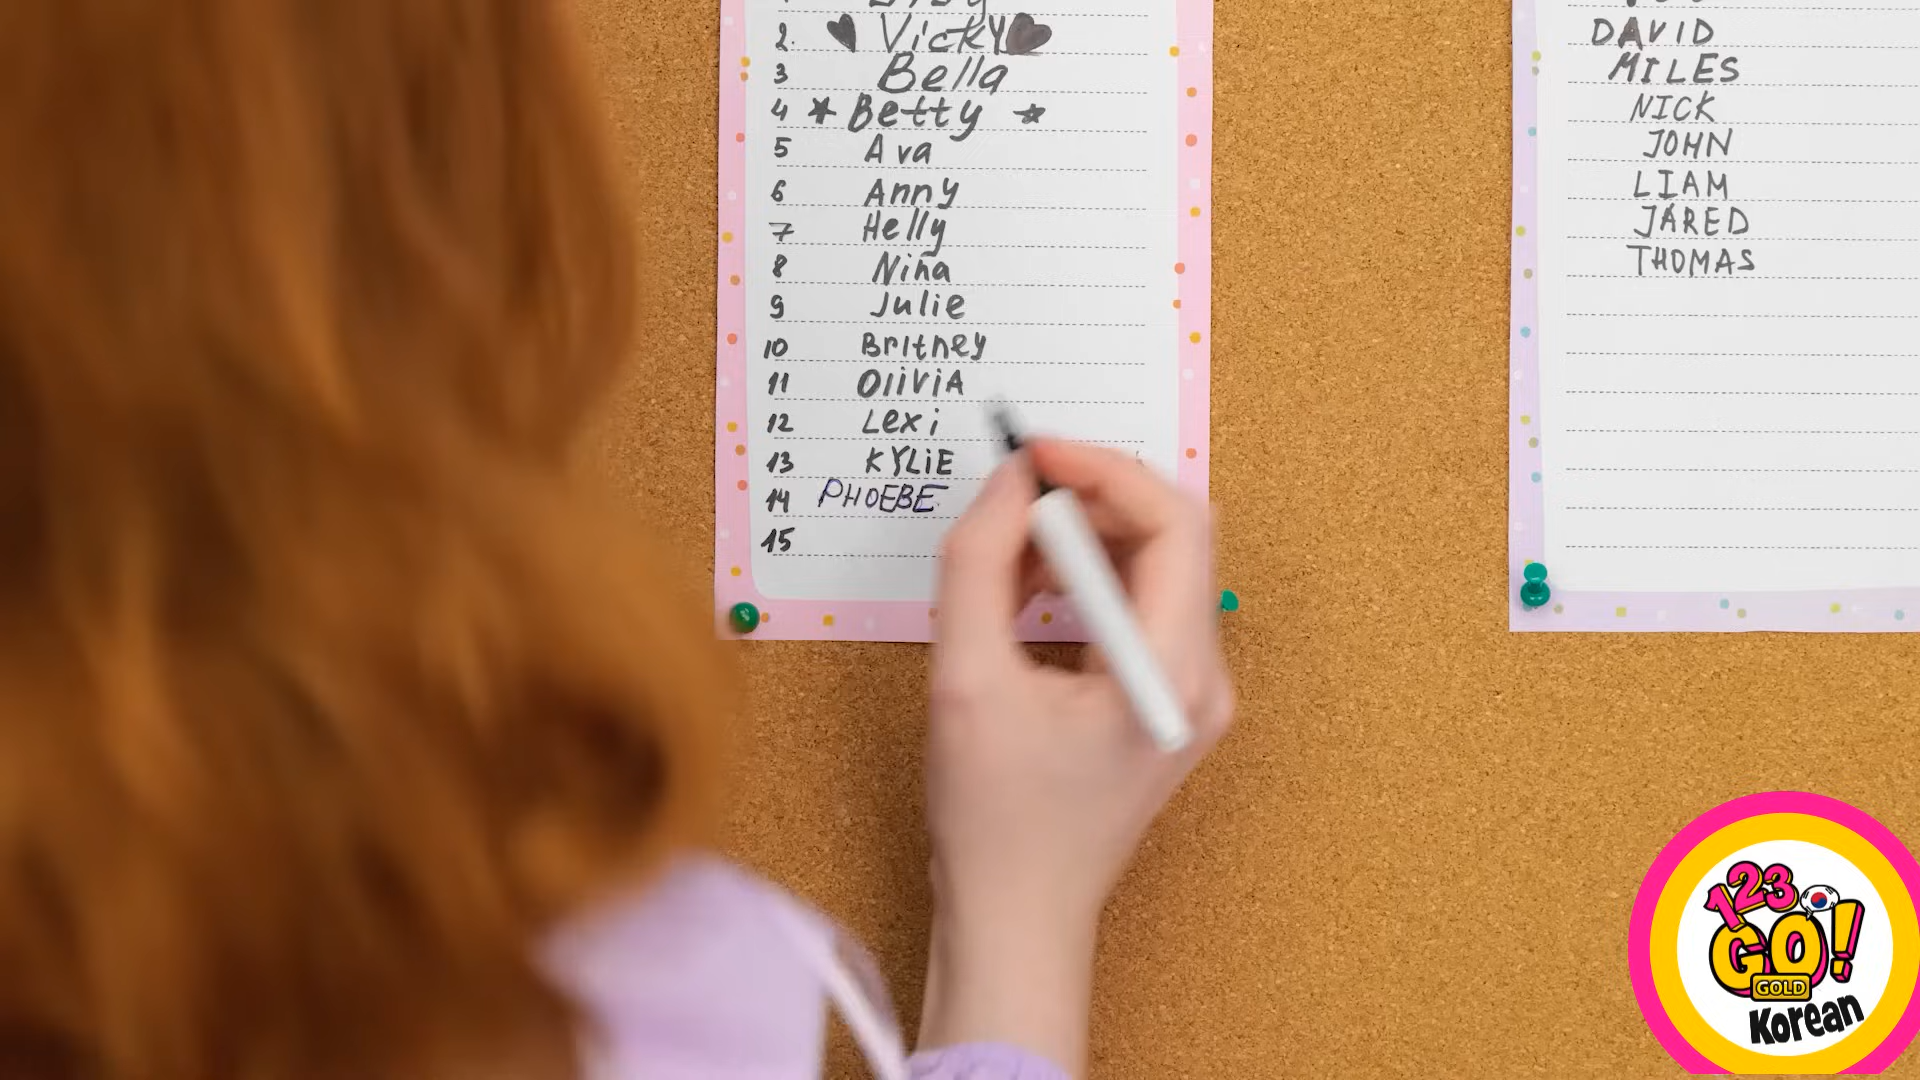 2. Vicky
3 Bella
4 * Betty *
5 Ava
6 Anny
7 Helly
8 Nina
9 Julie
10 Britney
11 OliviA
12 Lexi
13 KYLiE
14 PHOEBE
15
DAVID
MILES
NICK
JOHN
LIAM
JARED
THOMAS
123
GO!
GOLD
Korean